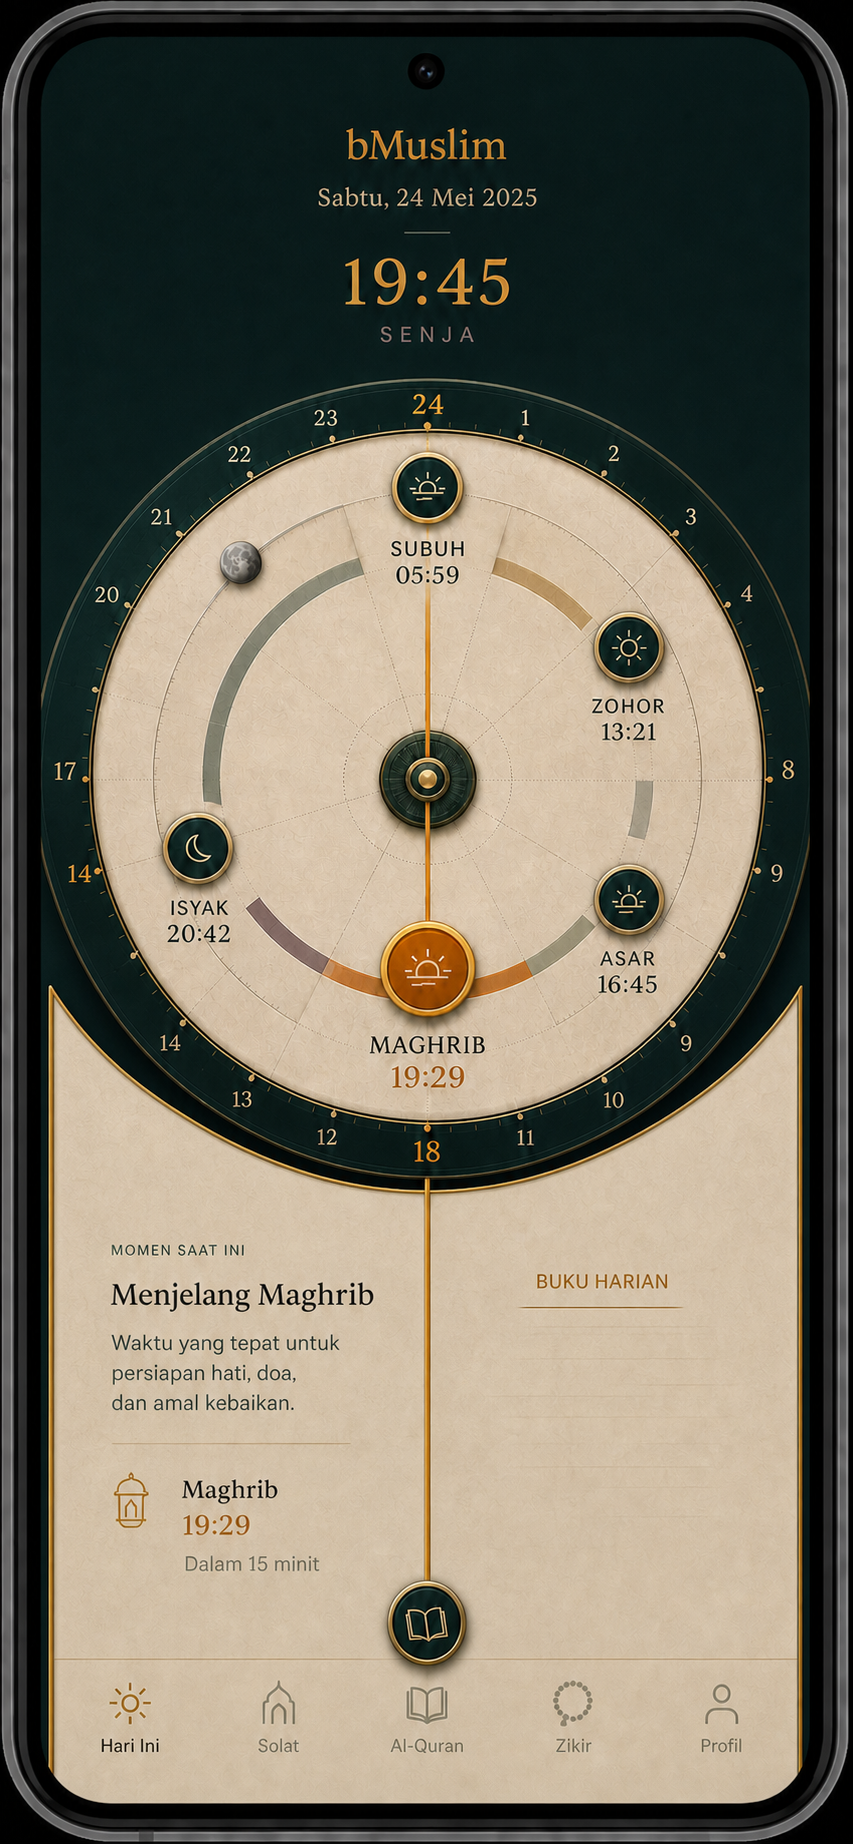 bMuslim
Sabtu, 24 Mei 2025
19:45
SENJA
24
23
1
22
2
21
3
20
4
SUBUH
05:59
ZOHOR
13:21
17
8
14
9
ISYAK
20:42
ASAR
16:45
MAGHRIB
19:29
14
9
13
10
12
11
18
MOMEN SAAT INI
Menjelang Maghrib
Waktu yang tepat untuk
persiapan hati, doa,
dan amal kebaikan.
Maghrib
19:29
Dalam 15 minit
BUKU HARIAN
Hari Ini
Solat
Al-Quran
Zikir
Profil